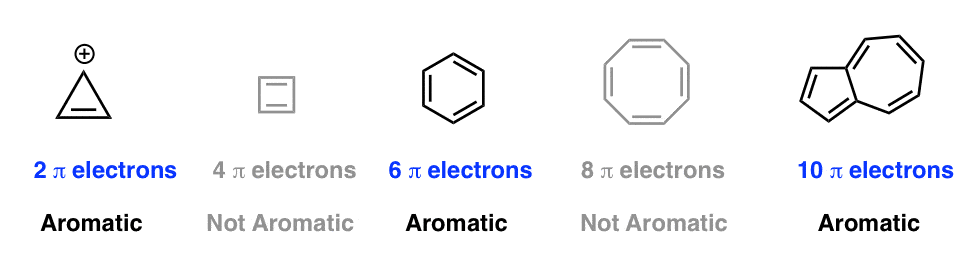 ⊕
2 π electrons 4 π electrons 6 π electrons 8 π electrons 10 π electrons
Aromatic Not Aromatic Aromatic Not Aromatic Aromatic